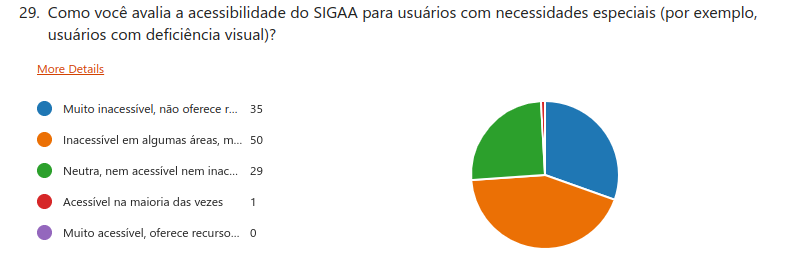 29. Como você avalia a acessibilidade do SIGAA para usuários com necessidades especiais (por exemplo,
usuários com deficiência visual)?
More Details
Muito inacessível, não oferece r... 35
Inacessível em algumas áreas, m... 50
Neutra, nem acessível nem inac... 29
Acessível na maioria das vezes 1
Muito acessível, oferece recurso... 0